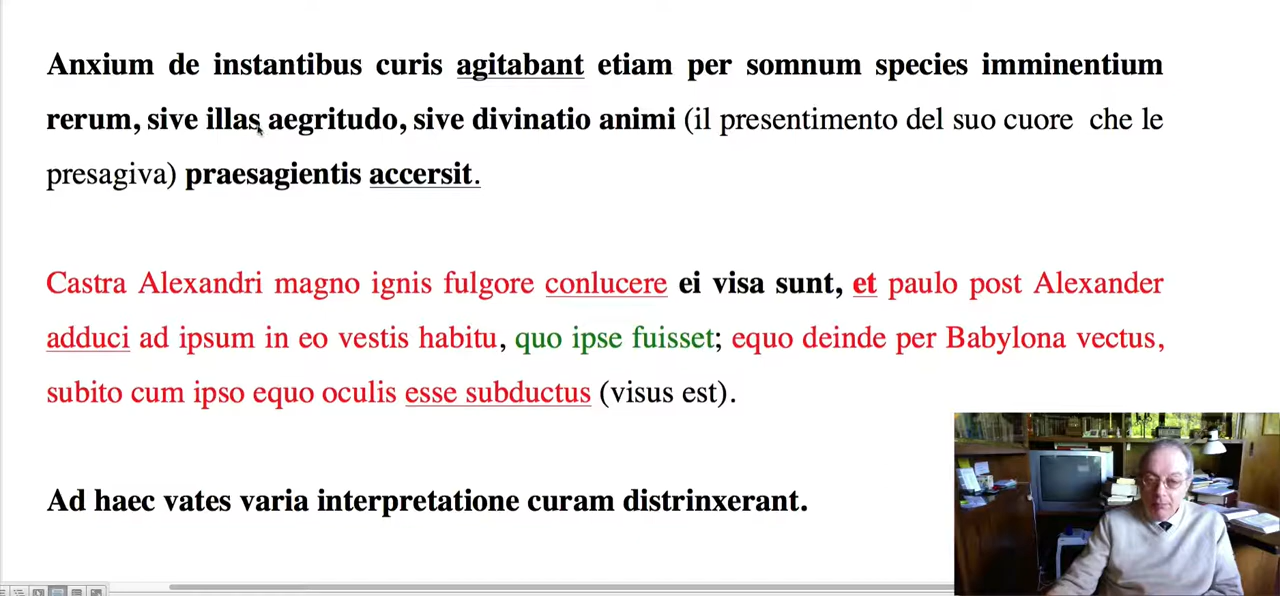 Anxium de instantibus curis agitabant etiam per somnum species imminentium
rerum, sive illas aegritudo, sive divinatio animi (il presentimento del suo cuore che le
presagiva) praesagientis accersit.
Castra Alexandri magno ignis fulgore conlucere ei visa sunt, et paulo post Alexander
adduci ad ipsum in eo vestis habitu, quo ipse fuisset; equo deinde per Babylona vectus,
subito cum ipso equo oculis esse subductus (visus est).
Ad haec vates varia interpretatione curam distrinxerant.